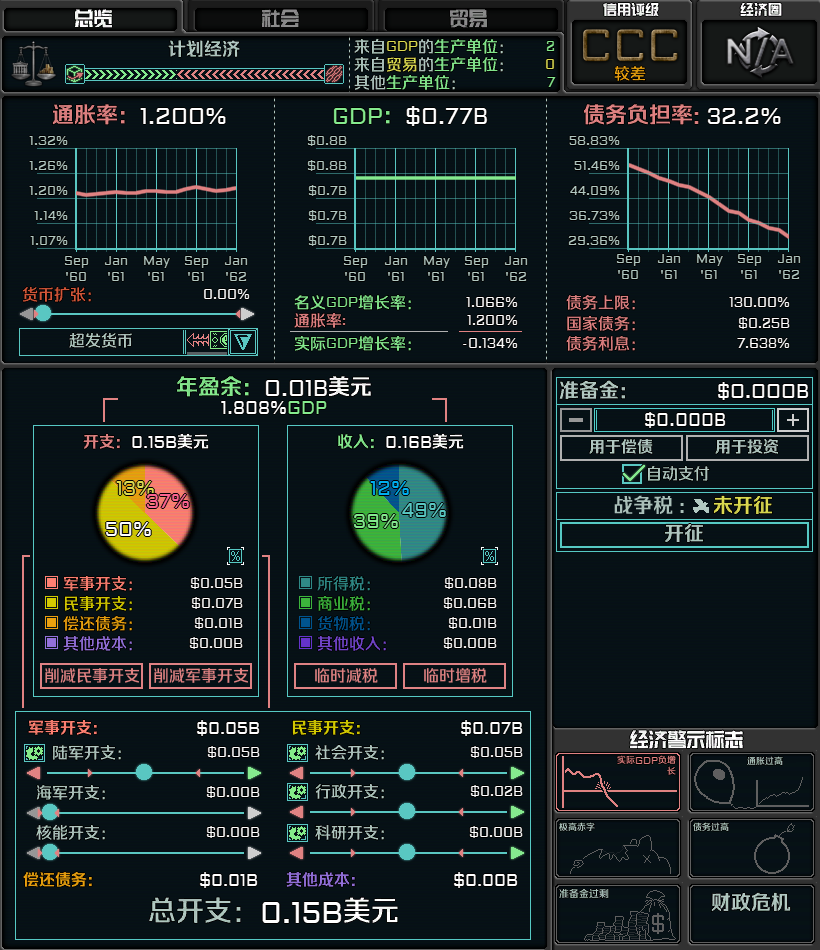 总览 社会 贸易
信用评级 经济圈
CCC
较差
N/A
计划经济
来自GDP的生产单位: 2
来自贸易的生产单位: 0
其他生产单位: 7
通胀率: 1.200%
1.32%
1.26%
1.20%
1.14%
1.07%
Sep '60 Jan '61 May '61 Sep '61 Jan '62
货币扩张: 0.00%
超发货币
GDP: $0.77B
$0.8B
$0.8B
$0.7B
$0.7B
$0.7B
Sep '60 Jan '61 May '61 Sep '61 Jan '62
名义GDP增长率: 1.066%
通胀率: 1.200%
实际GDP增长率: -0.134%
债务负担率: 32.2%
58.83%
51.46%
44.09%
36.73%
29.36%
Sep '60 Jan '61 May '61 Sep '61 Jan '62
债务上限: 130.00%
国家债务: $0.25B
债务利息: 7.638%
年盈余: 0.01B美元
1.808%GDP
开支: 0.15B美元
13%
37%
50%
%
军事开支: $0.05B
民事开支: $0.07B
偿还债务: $0.01B
其他成本: $0.00B
削减民事开支 削减军事开支
收入: 0.16B美元
12%
49%
39%
%
所得税: $0.08B
商业税: $0.06B
货物税: $0.01B
其他收入: $0.00B
临时减税 临时增税
军事开支: $0.05B
陆军开支: $0.05B
海军开支: $0.00B
核能开支: $0.00B
偿还债务: $0.01B
民事开支: $0.07B
社会开支: $0.05B
行政开支: $0.02B
科研开支: $0.00B
其他成本: $0.00B
总开支: 0.15B美元
准备金: $0.000B
$0.000B
用于偿债 用于投资
自动支付
战争税: 未开征
开征
经济警示标志
实际GDP负增长
通胀过高
极高赤字
债务过高
准备金过剩
$
财政危机